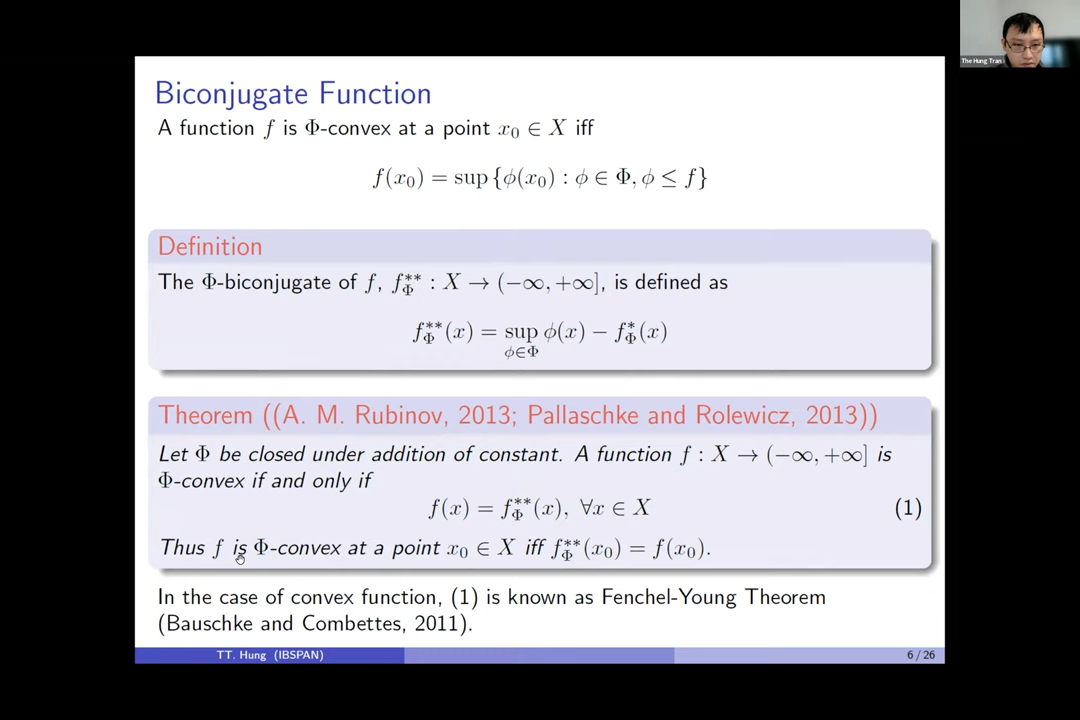 The Hung Tran
Biconjugate Function
A function f is Φ-convex at a point x₀ ∈ X iff
f(x₀) = sup {ϕ(x₀) : ϕ ∈ Φ, ϕ ≤ f}
Definition
The Φ-biconjugate of f, f**_Φ : X → (−∞, +∞], is defined as
f**_Φ(x) = sup_{ϕ∈Φ} ϕ(x) − f*_Φ(x)
Theorem ((A. M. Rubinov, 2013; Pallaschke and Rolewicz, 2013))
Let Φ be closed under addition of constant. A function f : X → (−∞, +∞] is
Φ-convex if and only if
f(x) = f**_Φ(x), ∀x ∈ X (1)
Thus f is Φ-convex at a point x₀ ∈ X iff f**_Φ(x₀) = f(x₀).
In the case of convex function, (1) is known as Fenchel-Young Theorem
(Bauschke and Combettes, 2011).
TT. Hung (IBSPAN) 6 / 26